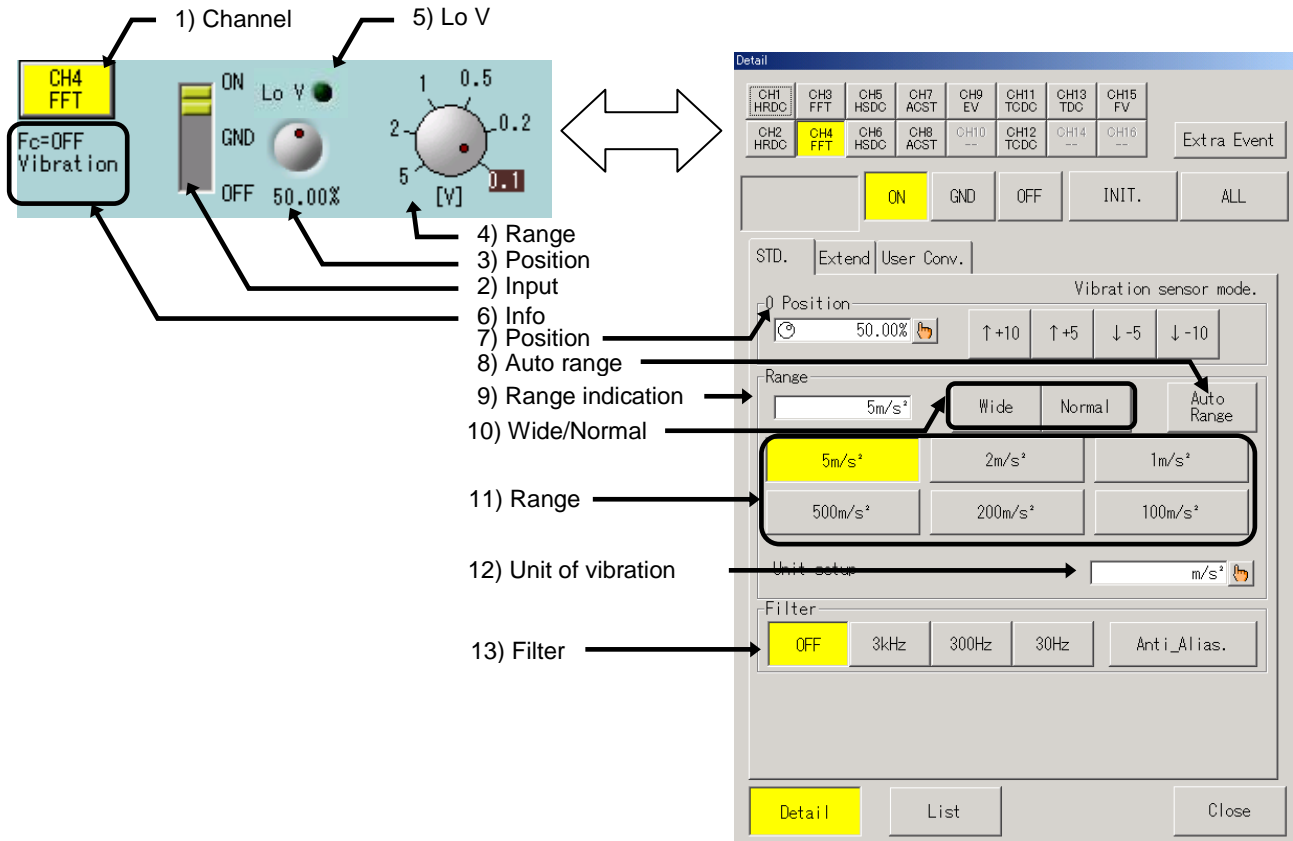 1) Channel
5) Lo V
CH4
FFT
Fc=OFF
Vibration
ON
GND
OFF
Lo V
50.00%
1
0.5
2
0.2
5
0.1
[V]
4) Range
3) Position
2) Input
6) Info
7) Position
8) Auto range
9) Range indication
10) Wide/Normal
11) Range
12) Unit of vibration
13) Filter
Detail
CH1 HRDC
CH3 FFT
CH5 HSDC
CH7 ACST
CH9 EV
CH11 TCDC
CH13 TDC
CH15 FV
CH2 HRDC
CH4 FFT
CH6 HSDC
CH8 ACST
CH10 --
CH12 TCDC
CH14 --
CH16 --
Extra Event
ON
GND
OFF
INIT.
ALL
STD.
Extend
User Conv.
Vibration sensor mode.
0 Position
50.00%
↑+10
↑+5
↓-5
↓-10
Range
5m/s²
Wide
Normal
Auto
Range
5m/s²
2m/s²
1m/s²
500m/s²
200m/s²
100m/s²
Unit setup
m/s²
Filter
OFF
3kHz
300Hz
30Hz
Anti_Alias.
Detail
List
Close